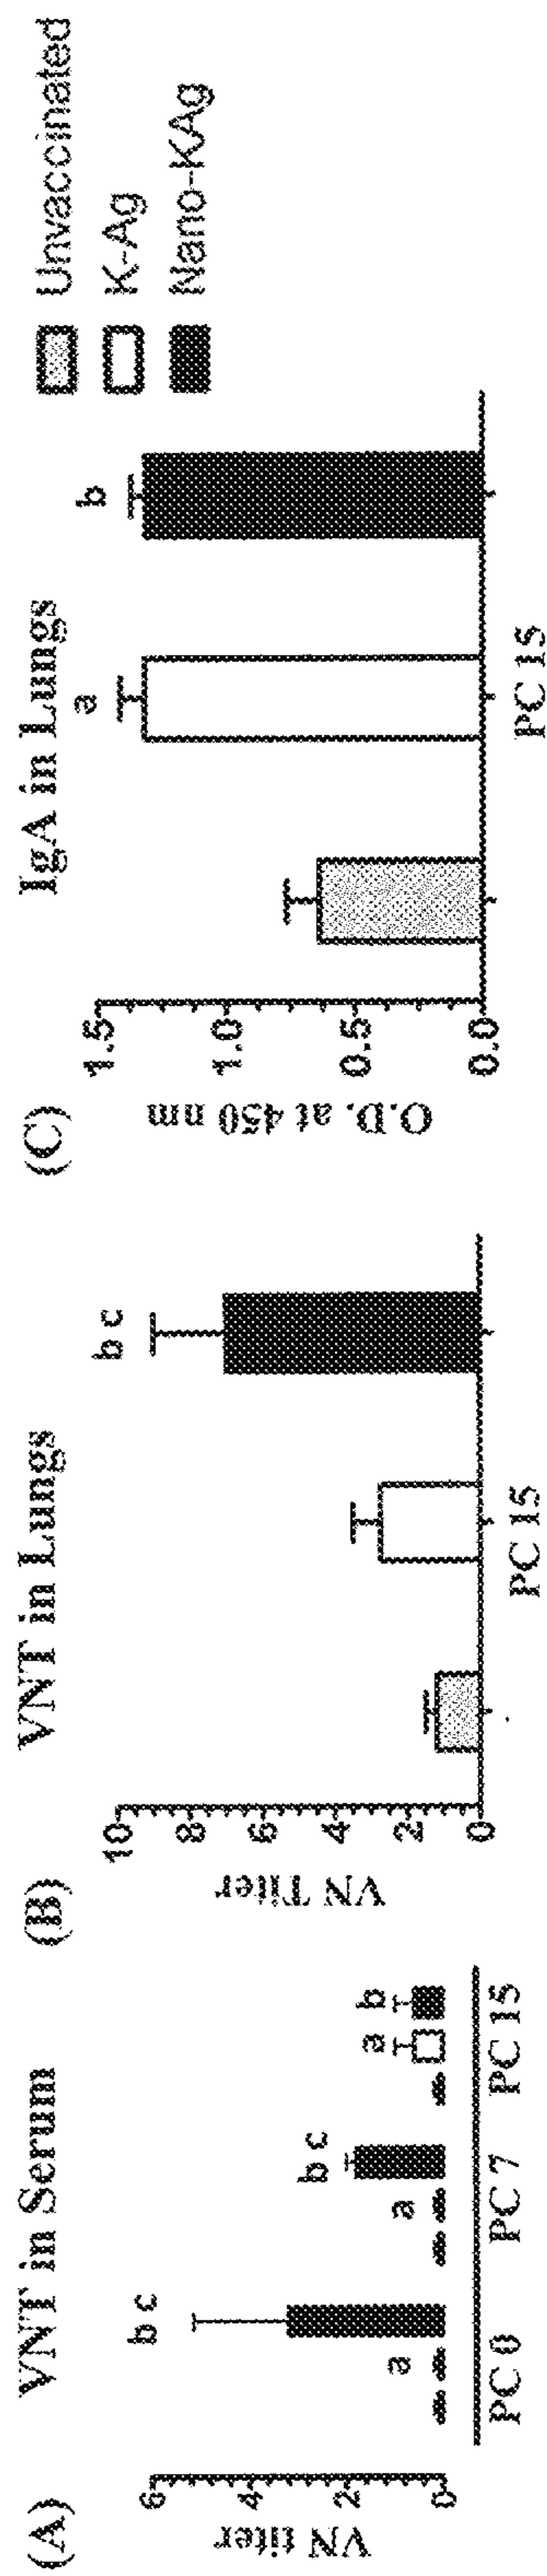 (A)
VNT in Serum
VN titer
6
4
2
0
b c
a
b c
a
a
b
PC 0
PC 7
PC 15
(B)
VNT in Lungs
VN Titer
10
8
6
4
2
0
b c
PC 15
(C)
IgA in Lungs
O.D. at 450 nm
1.5
1.0
0.5
0.0
a
b
PC 15
Unvaccinated
K-Ag
Nano-KAg